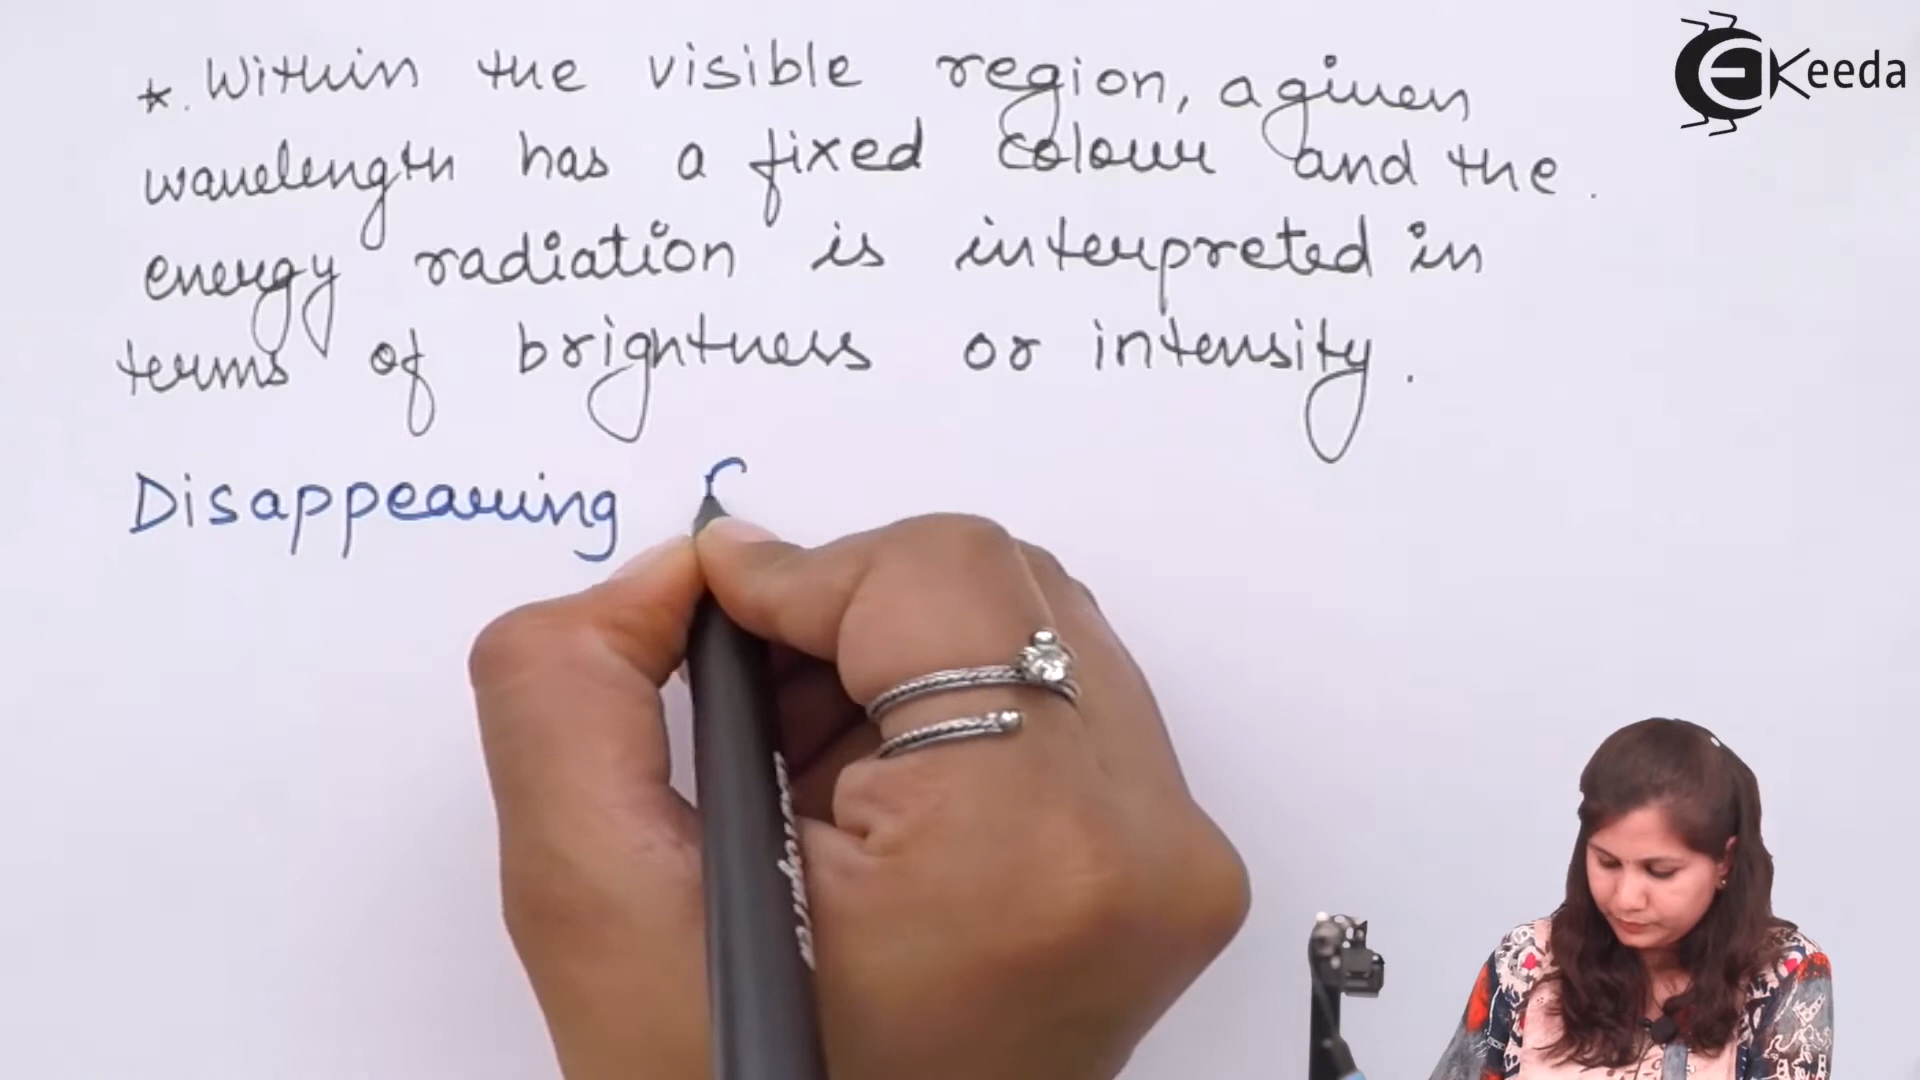 *. Within the visible region, a given
wavelength has a fixed colour and the
energy radiation is interpreted in
terms of brightness or intensity.
Disappearing
Keeda